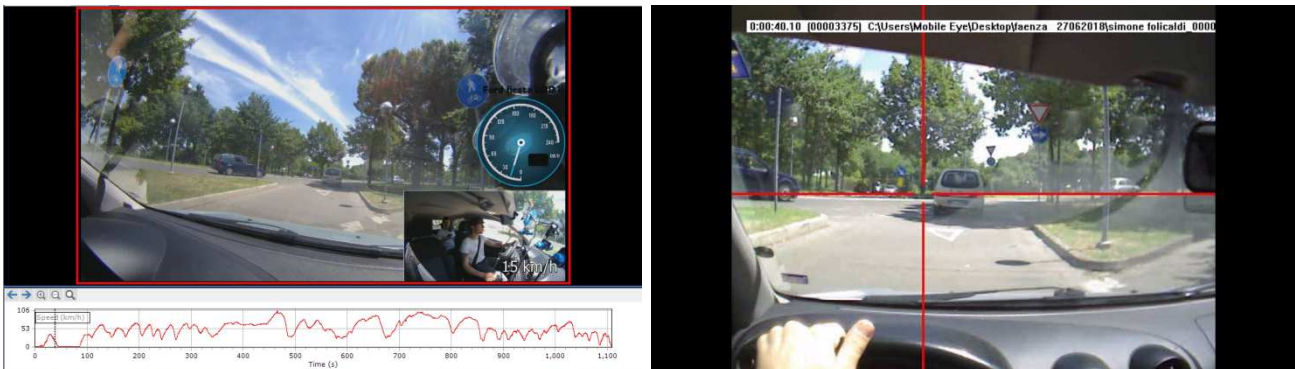 0:00:40.10 (00003375) C:\Users\Mobile Eye\Desktop\faenza 27062018\simone folicaldi_0000
15 km/h
106
53
0
Speed (km/h)
0 100 200 300 400 500 600 700 800 900 1,000 1,100
Time (s)